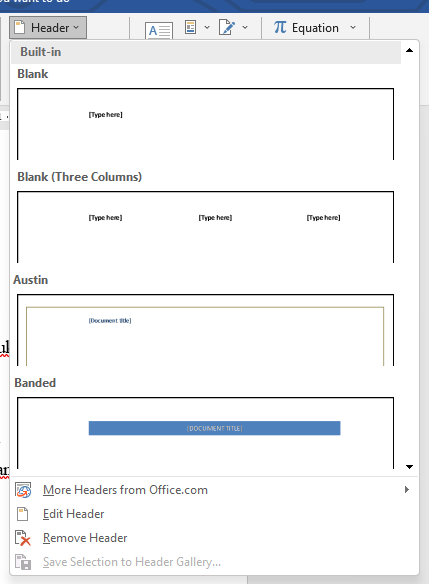 ou want to do
Header
A
π Equation
Built-in
Blank
[Type here]
Blank (Three Columns)
[Type here] [Type here] [Type here]
Austin
[Document title]
Banded
[DOCUMENT TITLE]
More Headers from Office.com
Edit Header
Remove Header
Save Selection to Header Gallery...